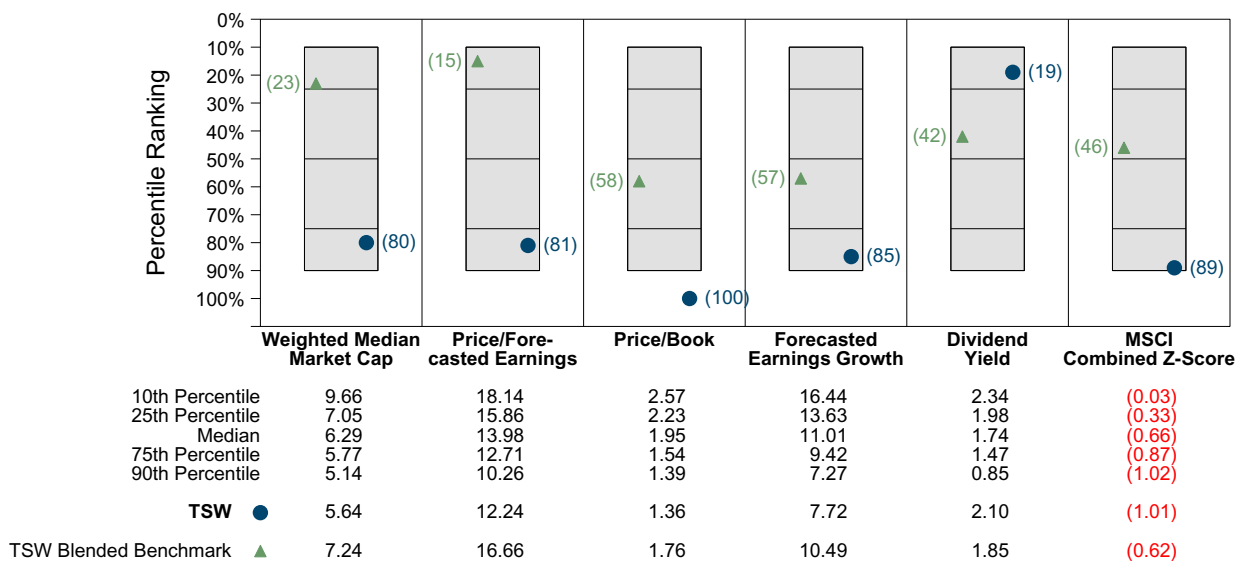 Percentile Ranking
0%
10%
20%
30%
40%
50%
60%
70%
80%
90%
100%
(23)
(80)
(15)
(81)
(58)
(100)
(57)
(85)
(42)
(19)
(46)
(89)
Weighted Median
Market Cap
Price/Fore-
casted Earnings
Price/Book
Forecasted
Earnings Growth
Dividend
Yield
MSCI
Combined Z-Score
10th Percentile 9.66 18.14 2.57 16.44 2.34 (0.03)
25th Percentile 7.05 15.86 2.23 13.63 1.98 (0.33)
Median 6.29 13.98 1.95 11.01 1.74 (0.66)
75th Percentile 5.77 12.71 1.54 9.42 1.47 (0.87)
90th Percentile 5.14 10.26 1.39 7.27 0.85 (1.02)
TSW 5.64 12.24 1.36 7.72 2.10 (1.01)
TSW Blended Benchmark 7.24 16.66 1.76 10.49 1.85 (0.62)